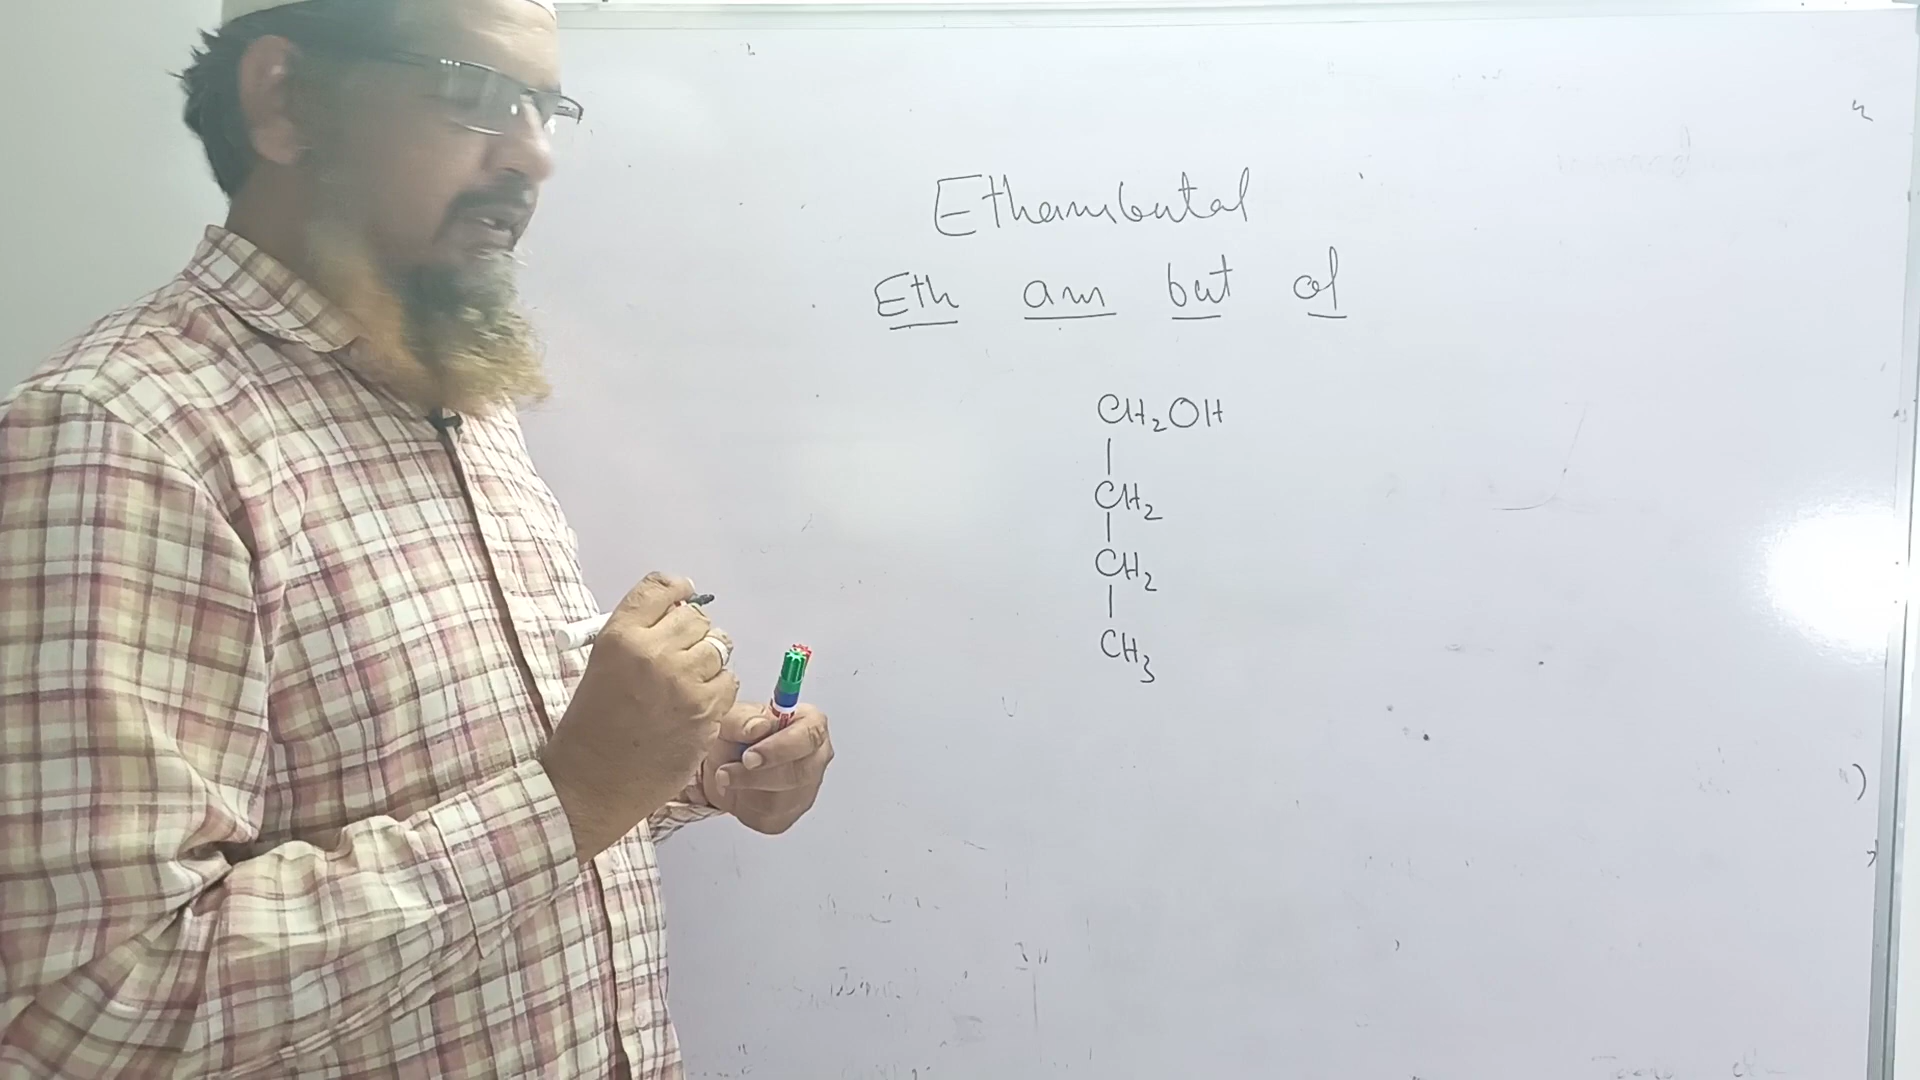 Ethambutal
Eth am but ol
CH₂OH
|
CH₂
|
CH₂
|
CH₃